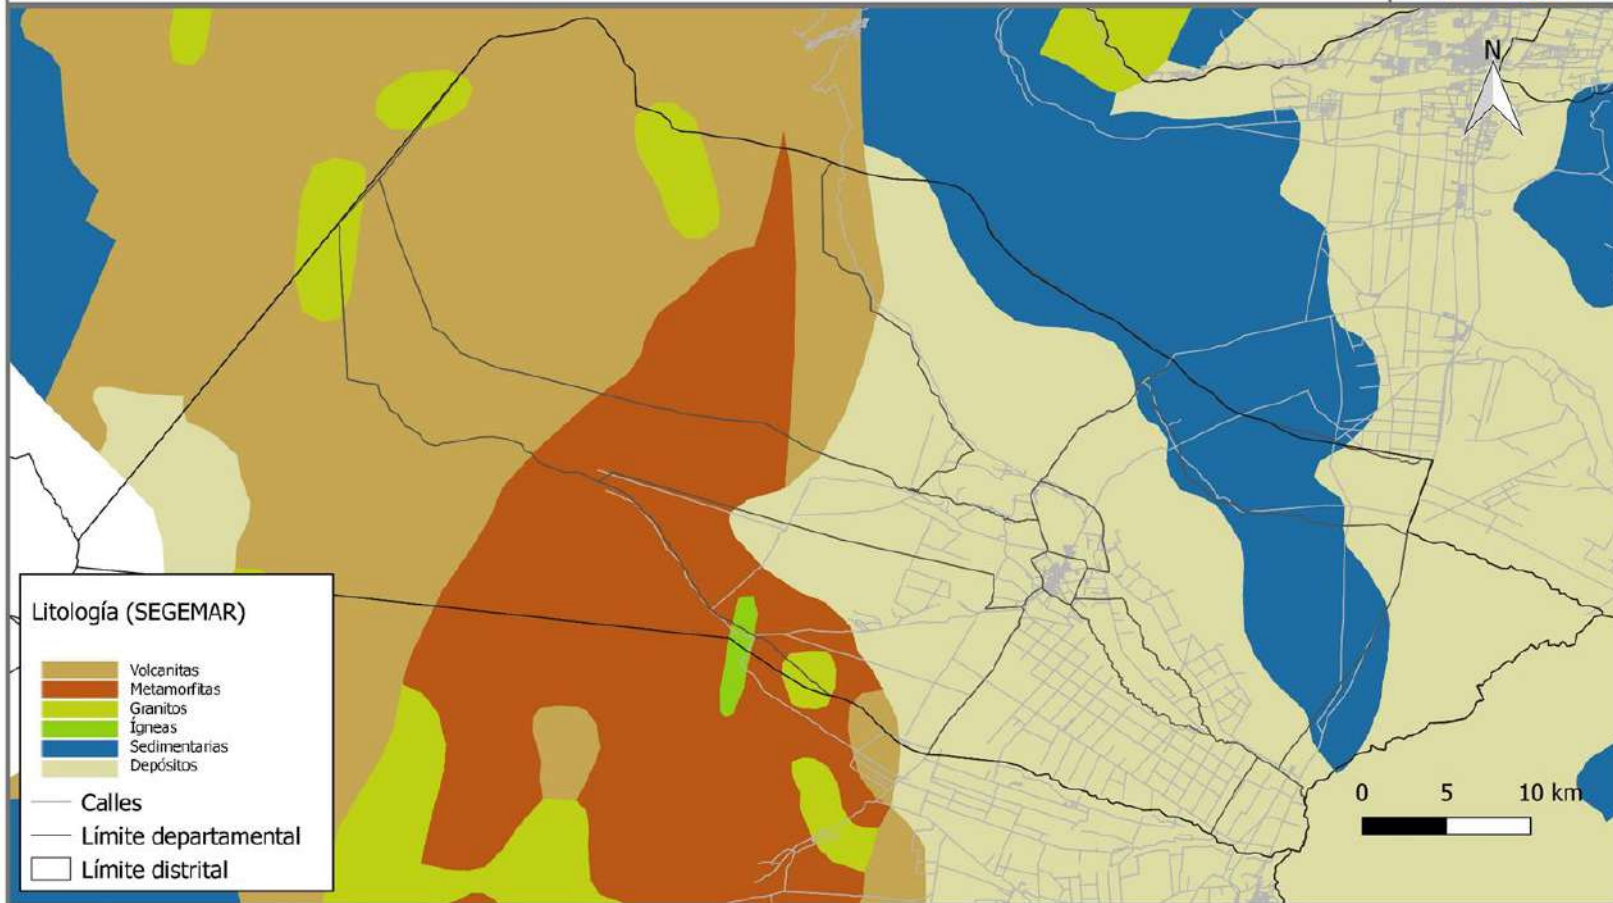 N
Litología (SEGEMAR)
Volcanitas
Metamorfitas
Granitos
Ígneas
Sedimentarias
Depósitos
Calles
Límite departamental
Límite distrital
0 5 10 km